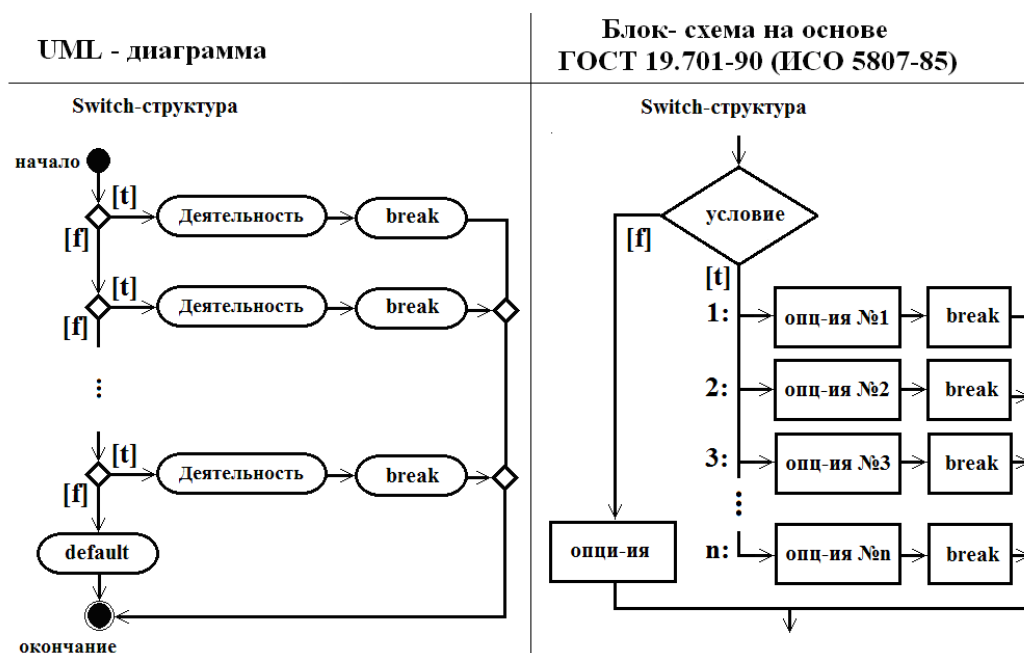 UML - диаграмма
Switch-структура
начало
[t]
Деятельность
break
[f]
[t]
Деятельность
break
[f]
...
[t]
Деятельность
break
[f]
default
окончание
Блок- схема на основе
ГОСТ 19.701-90 (ИСО 5807-85)
Switch-структура
условие
[f]
[t]
1:
опц-ия №1
break
2:
опц-ия №2
break
3:
опц-ия №3
break
...
опци-ия
n:
опц-ия №n
break